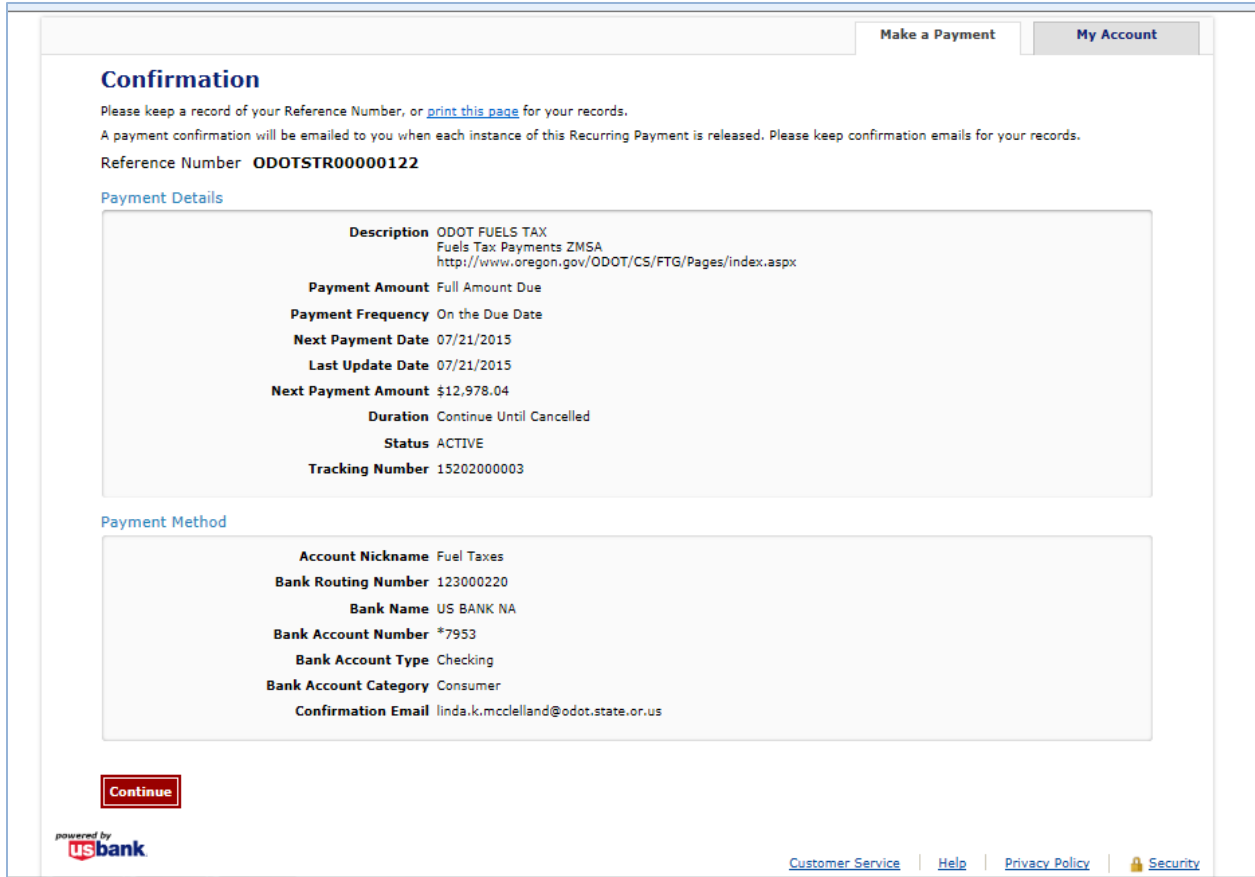 Make a Payment
My Account
Confirmation
Please keep a record of your Reference Number, or print this page for your records.
A payment confirmation will be emailed to you when each instance of this Recurring Payment is released. Please keep confirmation emails for your records.
Reference Number ODOTSTR00000122
Payment Details
Description ODOT FUELS TAX
Fuels Tax Payments ZMSA
http://www.oregon.gov/ODOT/CS/FTG/Pages/index.aspx
Payment Amount Full Amount Due
Payment Frequency On the Due Date
Next Payment Date 07/21/2015
Last Update Date 07/21/2015
Next Payment Amount $12,978.04
Duration Continue Until Cancelled
Status ACTIVE
Tracking Number 15202000003
Payment Method
Account Nickname Fuel Taxes
Bank Routing Number 123000220
Bank Name US BANK NA
Bank Account Number *7953
Bank Account Type Checking
Bank Account Category Consumer
Confirmation Email linda.k.mcclelland@odot.state.or.us
Continue
powered by
usbank
Customer Service Help Privacy Policy Security